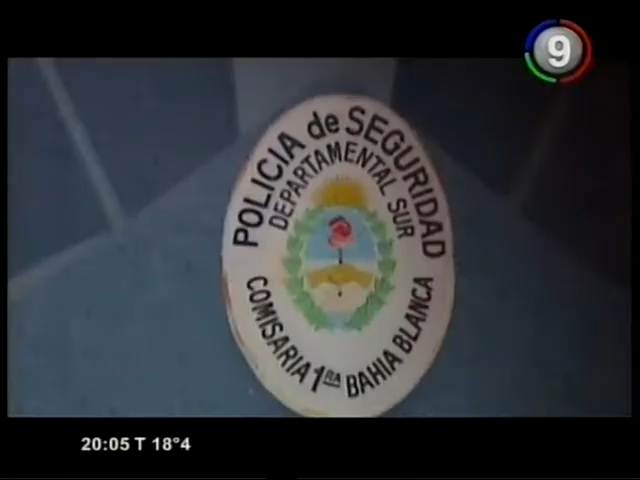 9
POLICIA de SEGURIDAD
DEPARTAMENTAL SUR
COMISARIA 1RA BAHIA BLANCA
20:05 T 18°4